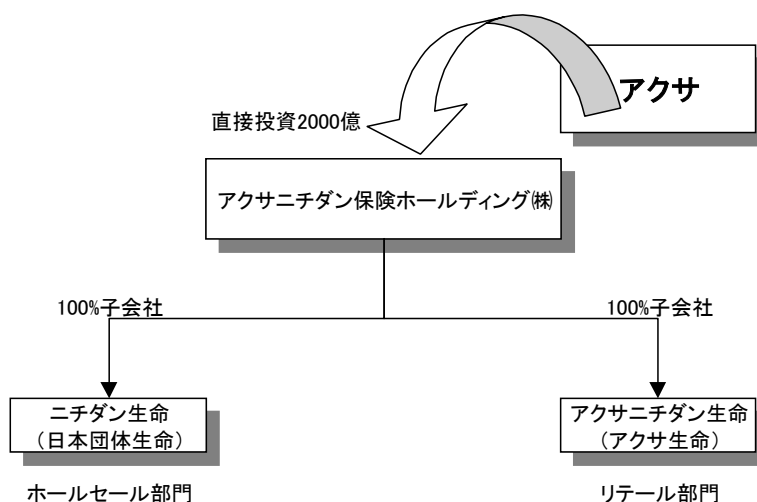 アクサ
直接投資2000億
アクサニチダン保険ホールディング㈱
100%子会社
100%子会社
ニチダン生命
（日本団体生命）
アクサニチダン生命
（アクサ生命）
ホールセール部門
リテール部門